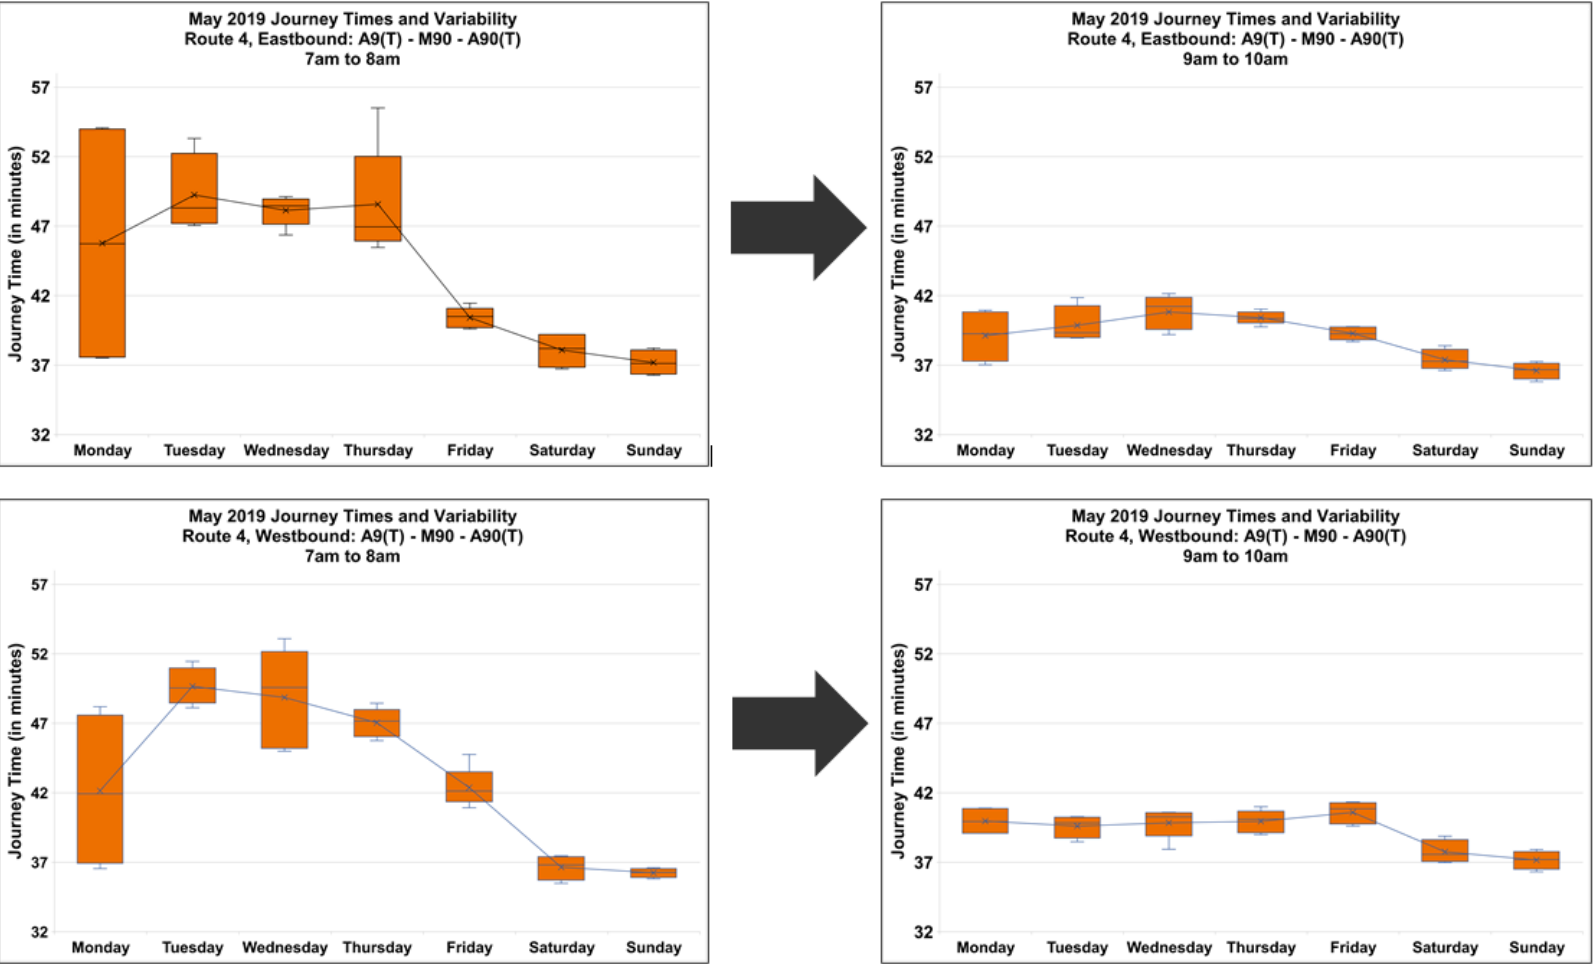 May 2019 Journey Times and Variability
Route 4, Eastbound: A9(T) - M90 - A90(T)
7am to 8am
57
52
47
42
37
32
Journey Time (in minutes)
Monday Tuesday Wednesday Thursday Friday Saturday Sunday
May 2019 Journey Times and Variability
Route 4, Eastbound: A9(T) - M90 - A90(T)
9am to 10am
57
52
47
42
37
32
Journey Time (in minutes)
Monday Tuesday Wednesday Thursday Friday Saturday Sunday
May 2019 Journey Times and Variability
Route 4, Westbound: A9(T) - M90 - A90(T)
7am to 8am
57
52
47
42
37
32
Journey Time (in minutes)
Monday Tuesday Wednesday Thursday Friday Saturday Sunday
May 2019 Journey Times and Variability
Route 4, Westbound: A9(T) - M90 - A90(T)
9am to 10am
57
52
47
42
37
32
Journey Time (in minutes)
Monday Tuesday Wednesday Thursday Friday Saturday Sunday